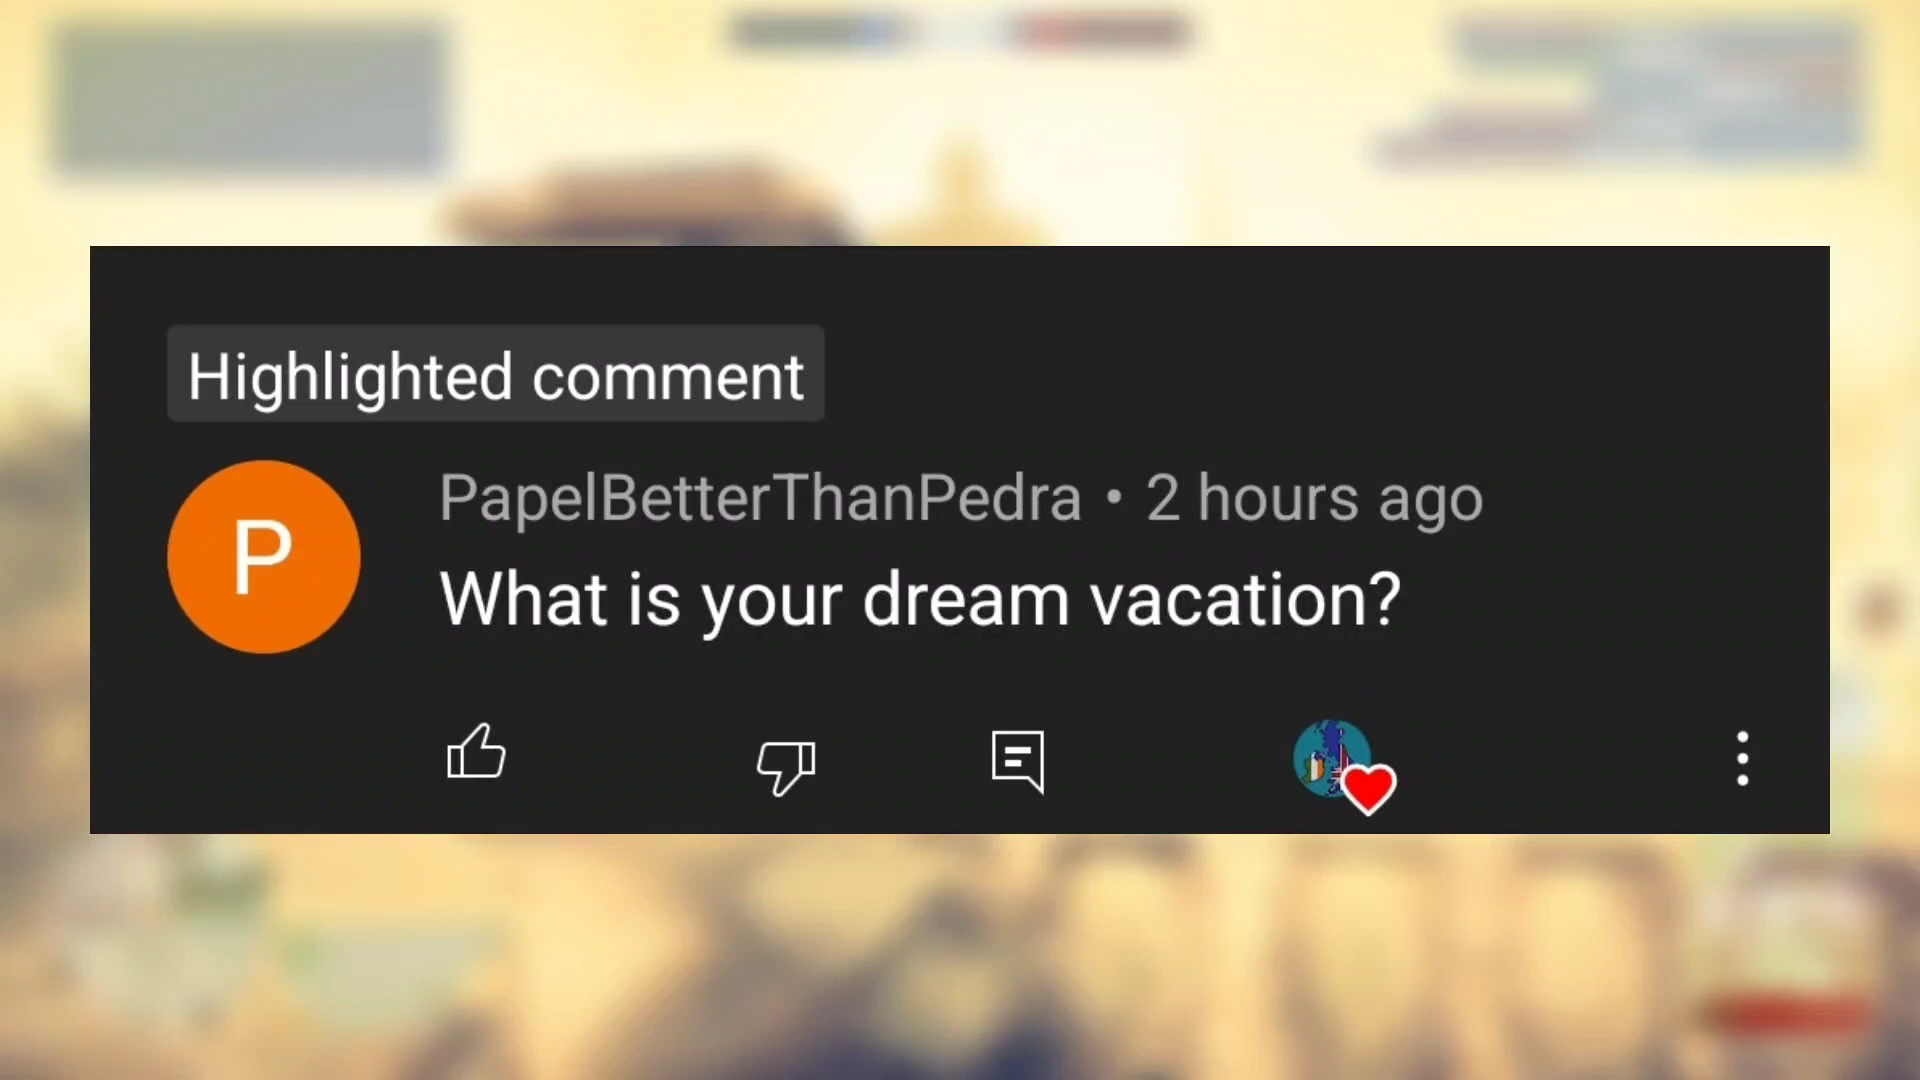 Highlighted comment
P
PapelBetterThanPedra • 2 hours ago
What is your dream vacation?